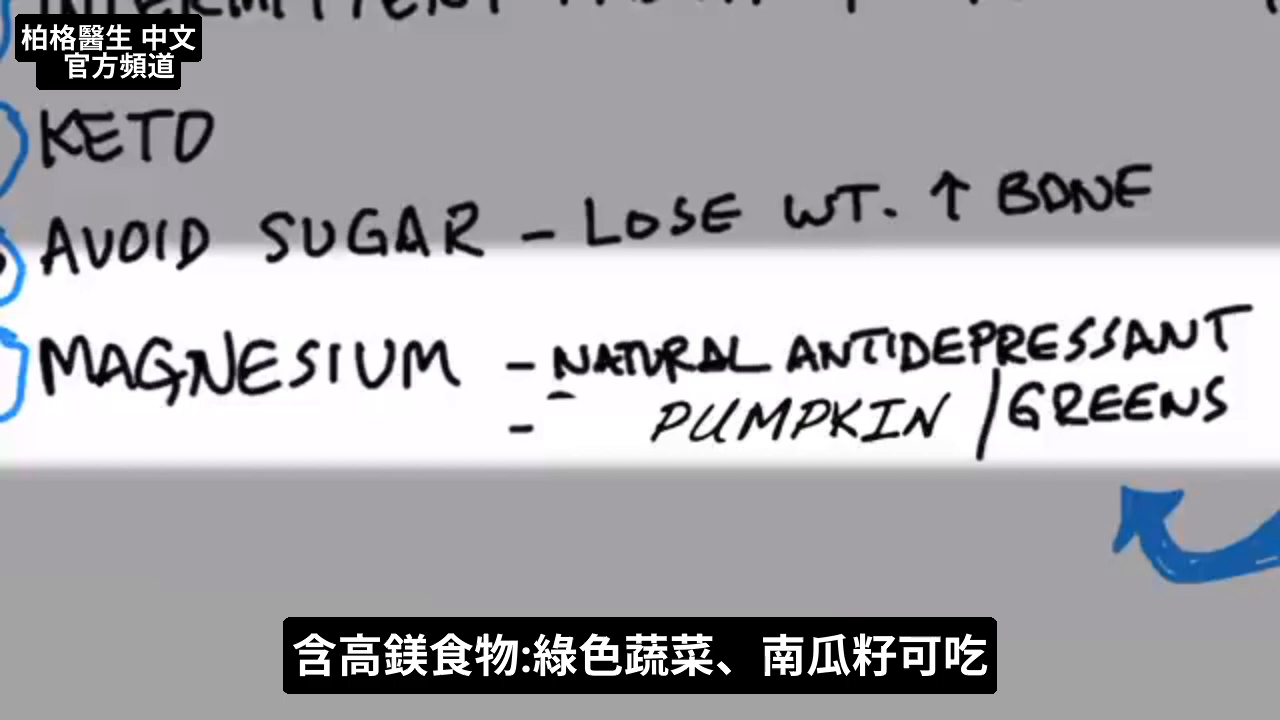 柏格醫生 中文
官方頻道
KETO
AVOID SUGAR - LOSE WT. ↑ BONE
MAGNESIUM - NATURAL ANTIDEPRESSANT
- PUMPKIN / GREENS
含高鎂食物:綠色蔬菜、南瓜籽可吃